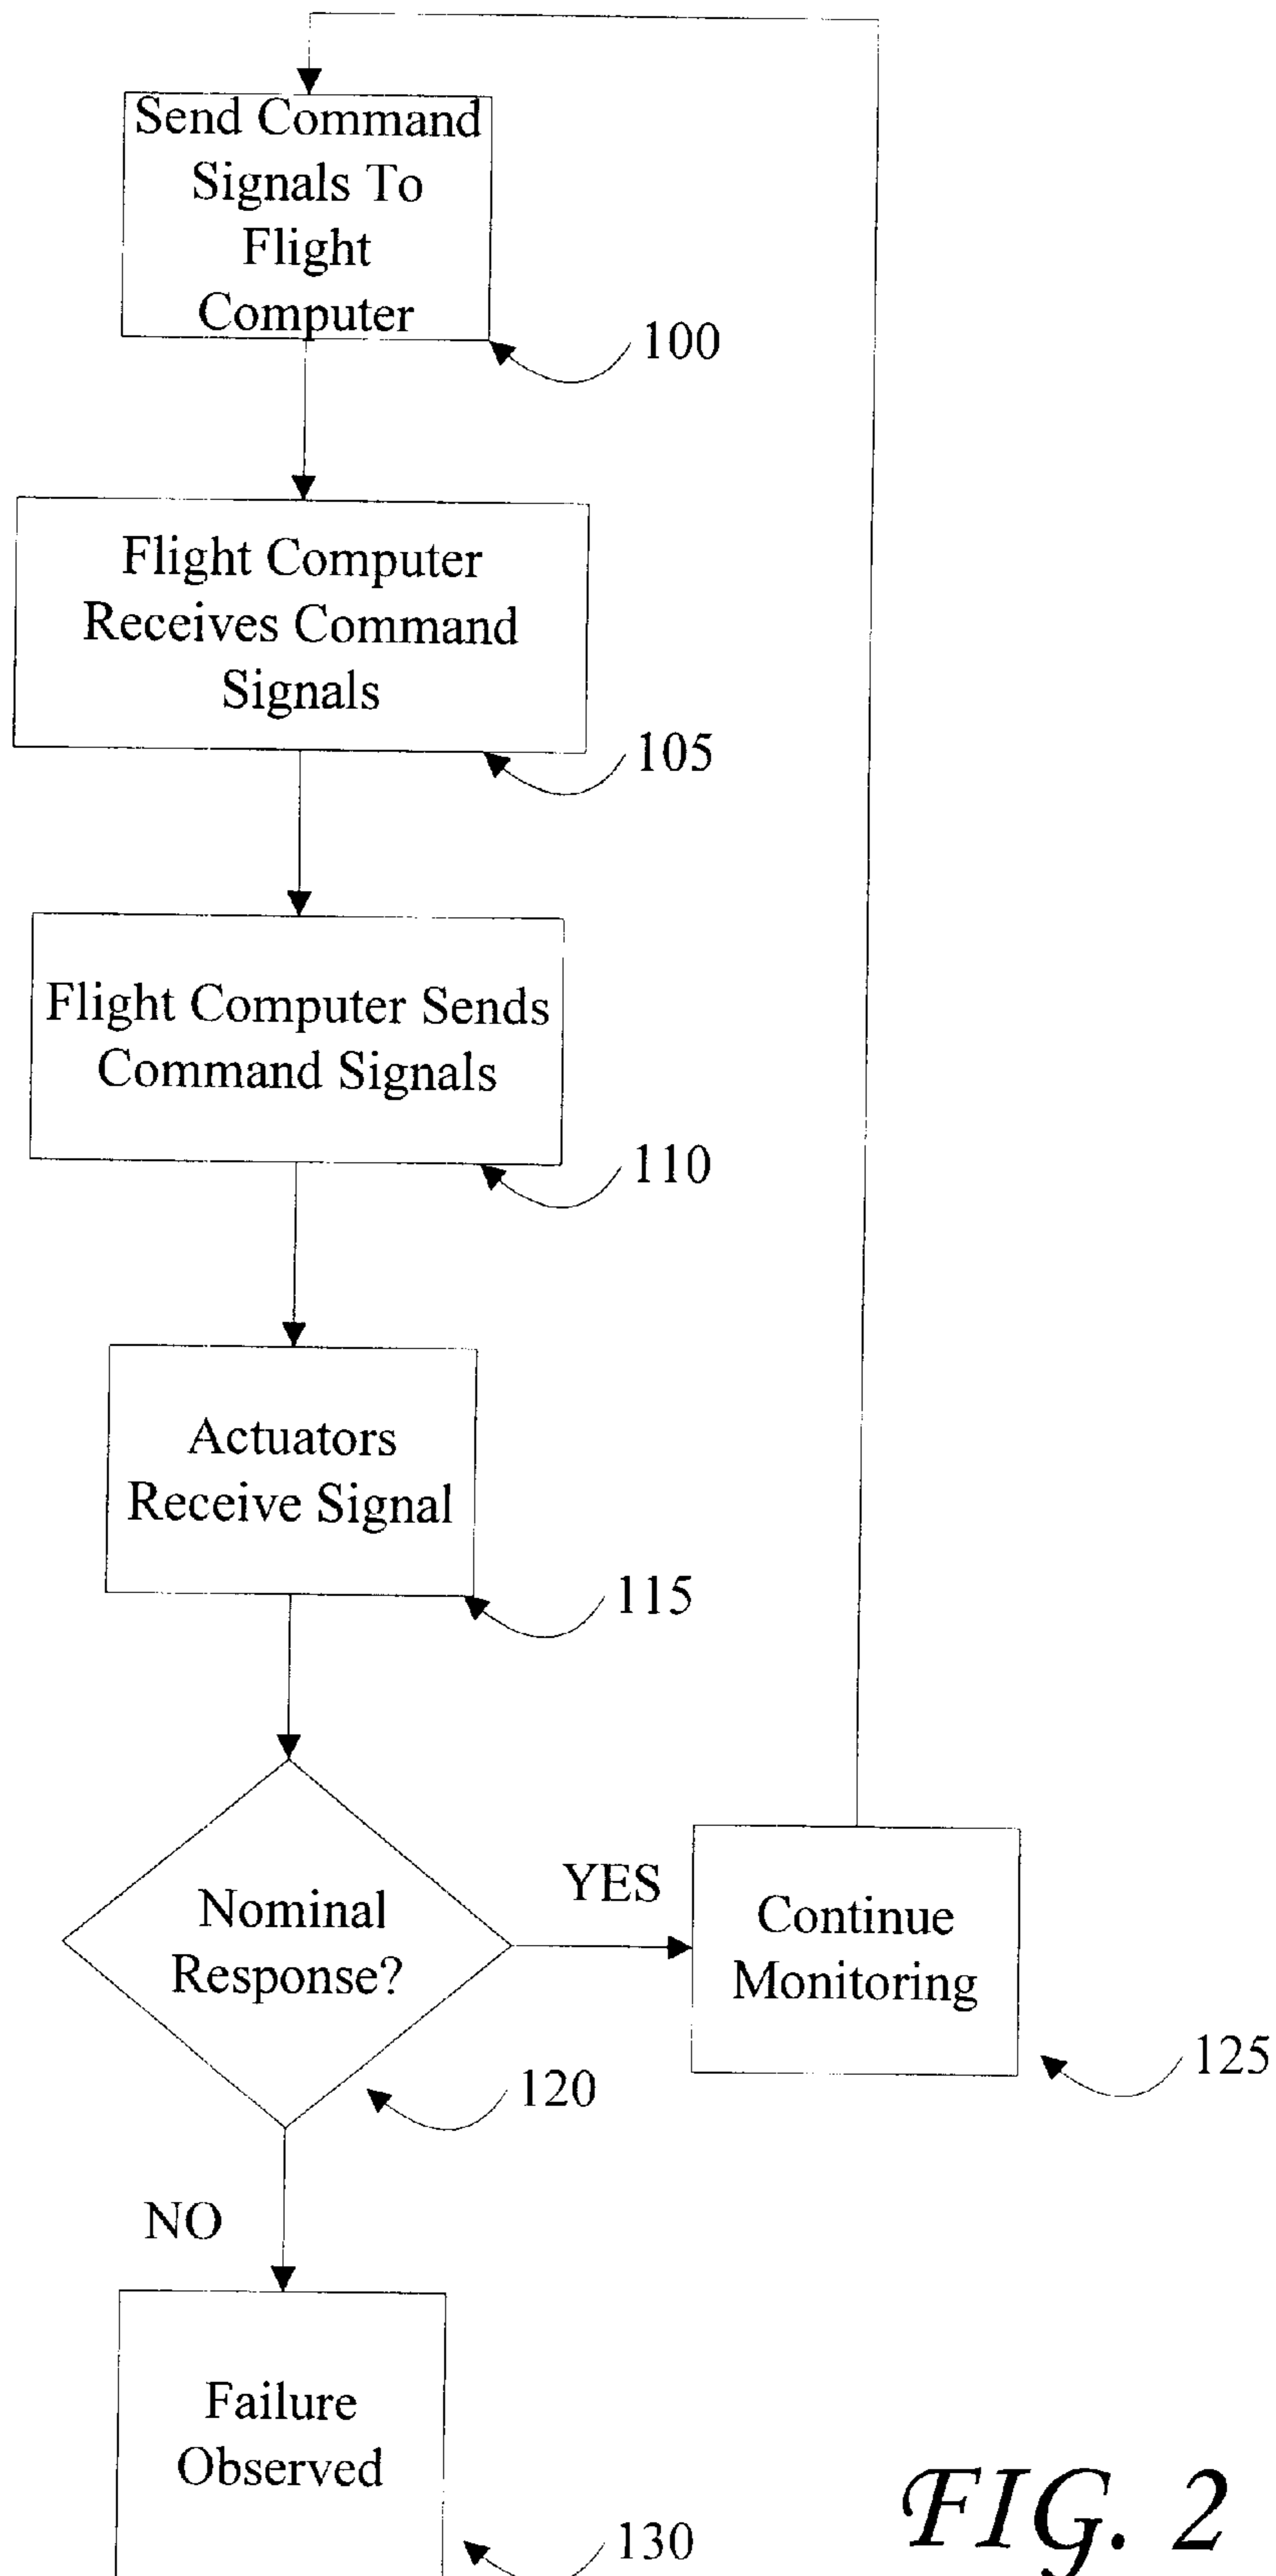 Send Command
Signals To
Flight
Computer
100
Flight Computer
Receives Command
Signals
105
Flight Computer Sends
Command Signals
110
Actuators
Receive Signal
115
Nominal
Response?
120
YES
Continue
Monitoring
125
NO
Failure
Observed
130
FIG. 2